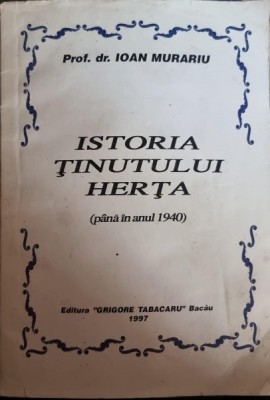 Prof. dr. IOAN MURARIU
ISTORIA
ŢINUTULUI
HERŢA
(până în anul 1940)
Editura "GRIGORE TABACARU" Bacău
1997